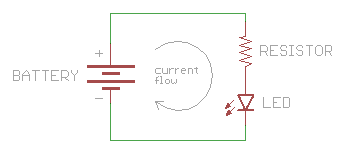 +
BATTERY
−
current
flow
RESISTOR
LED